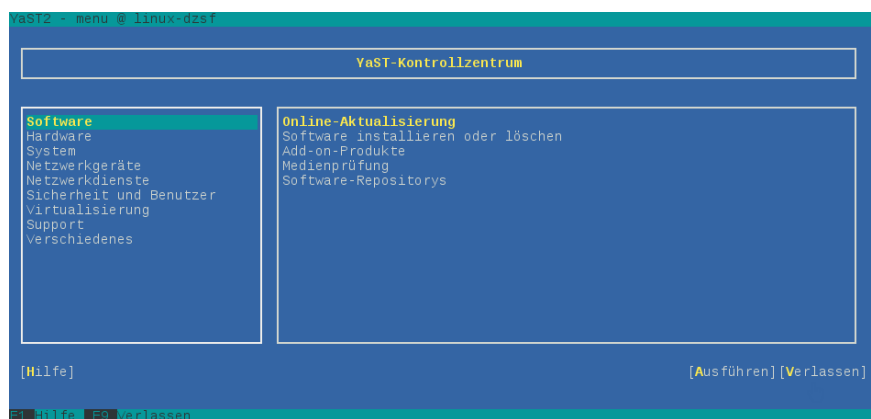 YaST2 - menu @ linux-dzsf
YaST-Kontrollzentrum
Software
Hardware
System
Netzwerkgeräte
Netzwerkdienste
Sicherheit und Benutzer
Virtualisierung
Support
Verschiedenes
Online-Aktualisierung
Software installieren oder löschen
Add-on-Produkte
Medienprüfung
Software-Repositorys
[Hilfe] [Ausführen][Verlassen]
F1 Hilfe F9 Verlassen